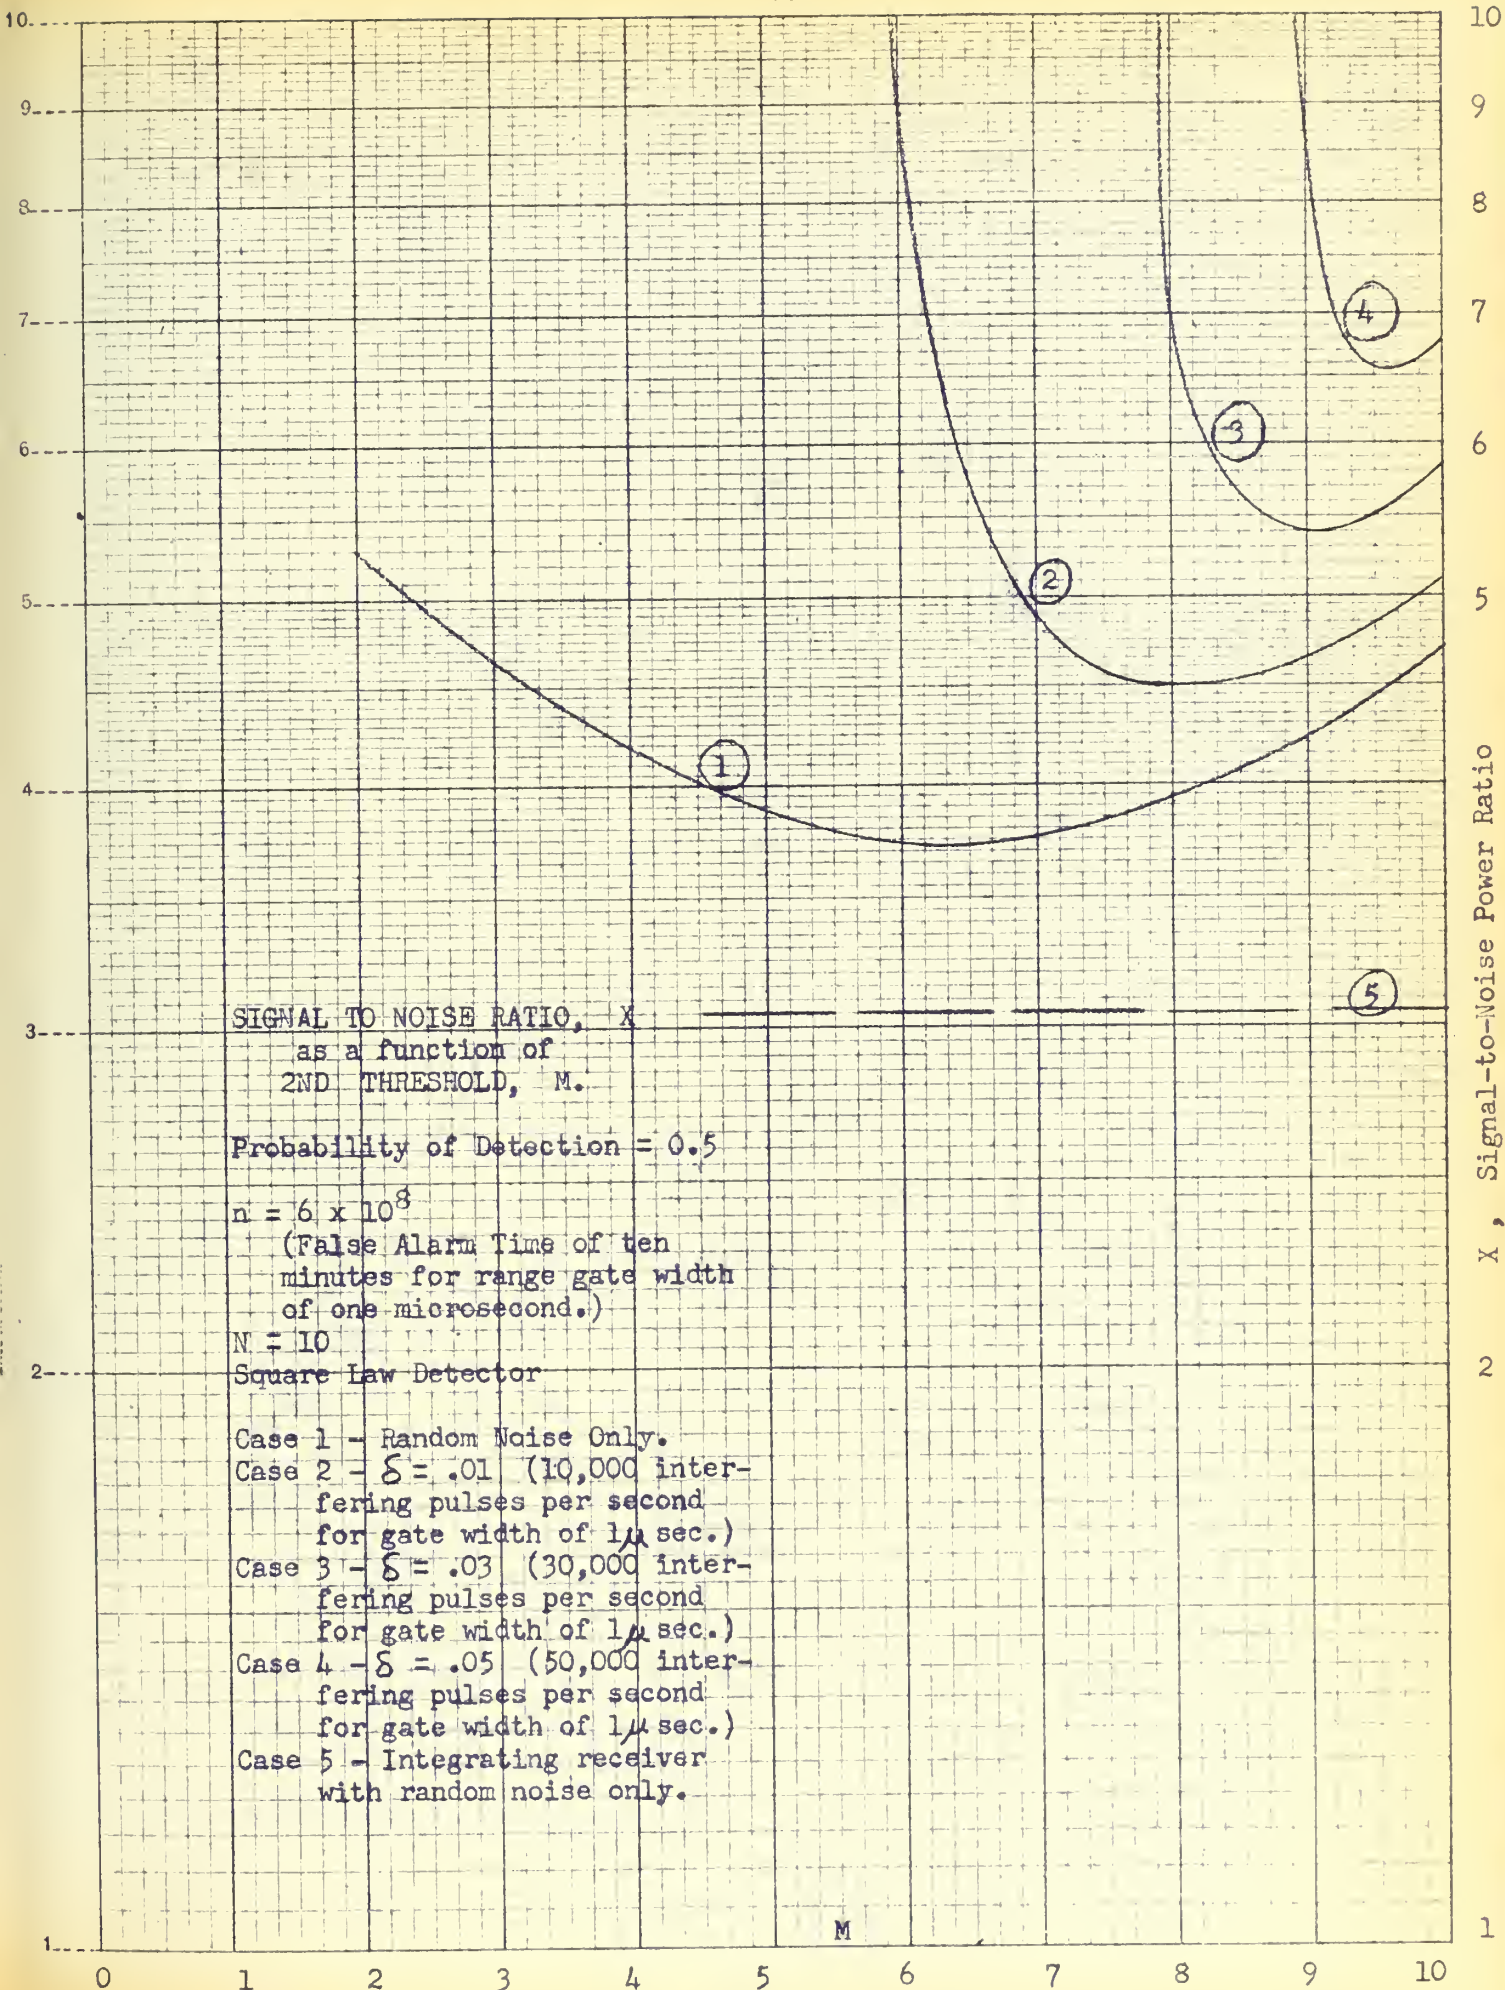 10
9
8
7
6
5
4
3
2
1
10
9
8
7
6
5
2
1
X , Signal-to-Noise Power Ratio
4
3
2
1
5
SIGNAL TO NOISE RATIO, X
as a function of
2ND THRESHOLD, M.
Probability of Detection = 0.5
n = 6 x 10⁸
(False Alarm Time of ten
minutes for range gate width
of one microsecond.)
N = 10
Square Law Detector
Case 1 - Random Noise Only.
Case 2 - δ = .01 (10,000 inter-
fering pulses per second
for gate width of 1μ sec.)
Case 3 - δ = .03 (30,000 inter-
fering pulses per second
for gate width of 1μ sec.)
Case 4 - δ = .05 (50,000 inter-
fering pulses per second
for gate width of 1μ sec.)
Case 5 - Integrating receiver
with random noise only.
M
0 1 2 3 4 5 6 7 8 9 10